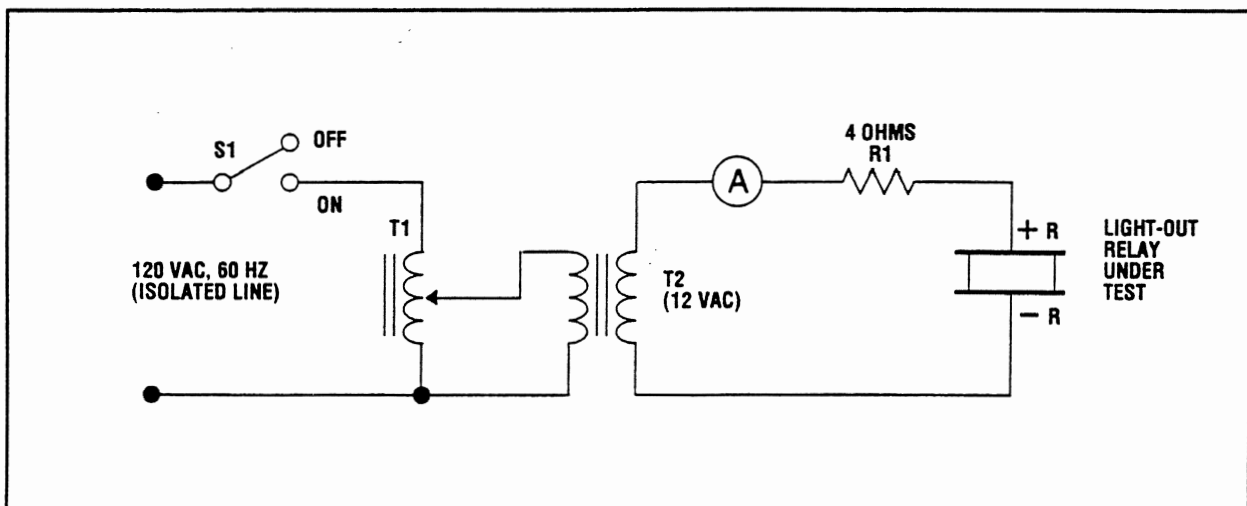 S1
OFF
ON
120 VAC, 60 HZ
(ISOLATED LINE)
T1
T2
(12 VAC)
A
4 OHMS
R1
+ R
− R
LIGHT-OUT
RELAY
UNDER
TEST